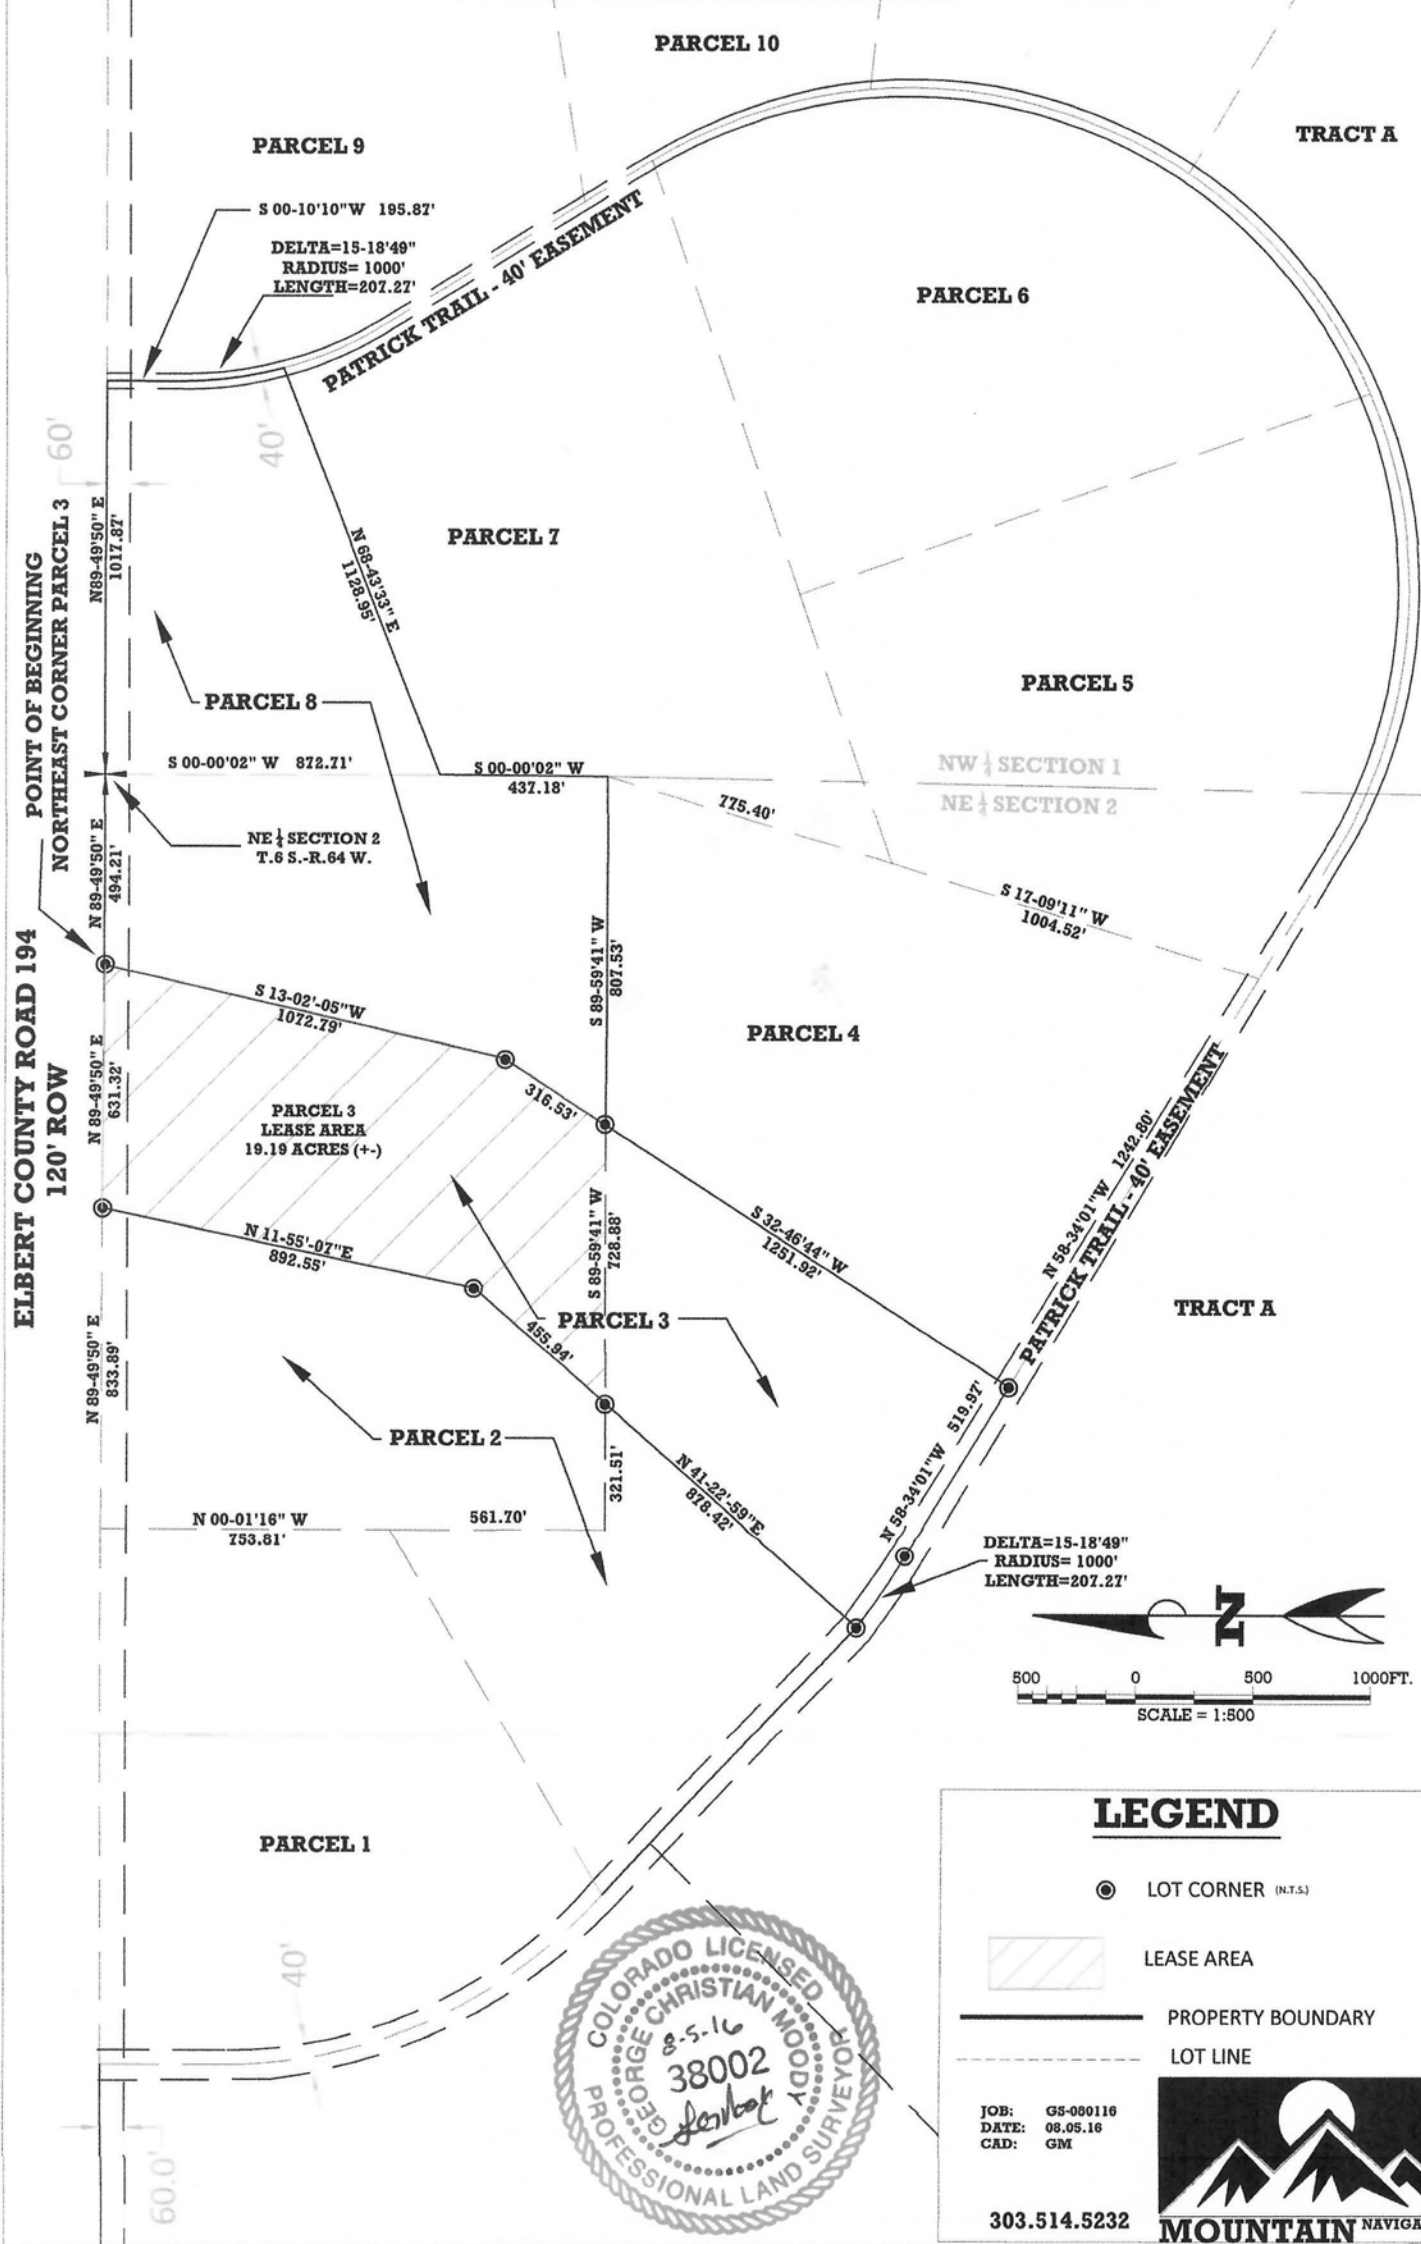 PARCEL 10
TRACT A
PARCEL 9
S 00-10'10"W 195.87'
DELTA=15-18'49"
RADIUS= 1000'
LENGTH=207.27'
PATRICK TRAIL - 40' EASEMENT
PARCEL 6
60'
40'
N89-49'50" E
1017.87'
POINT OF BEGINNING
NORTHEAST CORNER PARCEL 3
N 68-43'33" E
1128.95'
PARCEL 7
PARCEL 5
PARCEL 8
S 00-00'02" W 872.71'
S 00-00'02" W
437.18'
NW 1/4 SECTION 1
NE 1/4 SECTION 2
775.40'
NE 1/4 SECTION 2
T.6 S.-R.64 W.
N 89-49'50" E
494.21'
S 17-09'11" W
1004.52'
S 89-59'41" W
807.53'
ELBERT COUNTY ROAD 194
120' ROW
S 13-02'-05"W
1072.79'
PARCEL 4
N 89-49'50" E
631.32'
316.53'
PARCEL 3
LEASE AREA
19.19 ACRES (+-)
N 58-34'01"W 1242.80'
PATRICK TRAIL - 40' EASEMENT
N 11-55'-07"E
892.55'
S 89-59'41" W
728.88'
S 32-46'44" W
1251.92'
TRACT A
PARCEL 3
455.94'
N 89-49'50" E
833.89'
PARCEL 2
N 58-34'01"W 519.97'
321.51'
N 41-22'-59"E
878.42'
N 00-01'16" W
753.81'
561.70'
DELTA=15-18'49"
RADIUS= 1000'
LENGTH=207.27'
N
500 0 500 1000FT.
SCALE = 1:500
PARCEL 1
LEGEND
LOT CORNER (N.T.S.)
LEASE AREA
PROPERTY BOUNDARY
LOT LINE
40'
60.0'
COLORADO LICENSED
PROFESSIONAL LAND SURVEYOR
GEORGE CHRISTIAN MOODY
8-5-16
38002
JOB: GS-080116
DATE: 08.05.16
CAD: GM
303.514.5232
MOUNTAIN NAVIGA